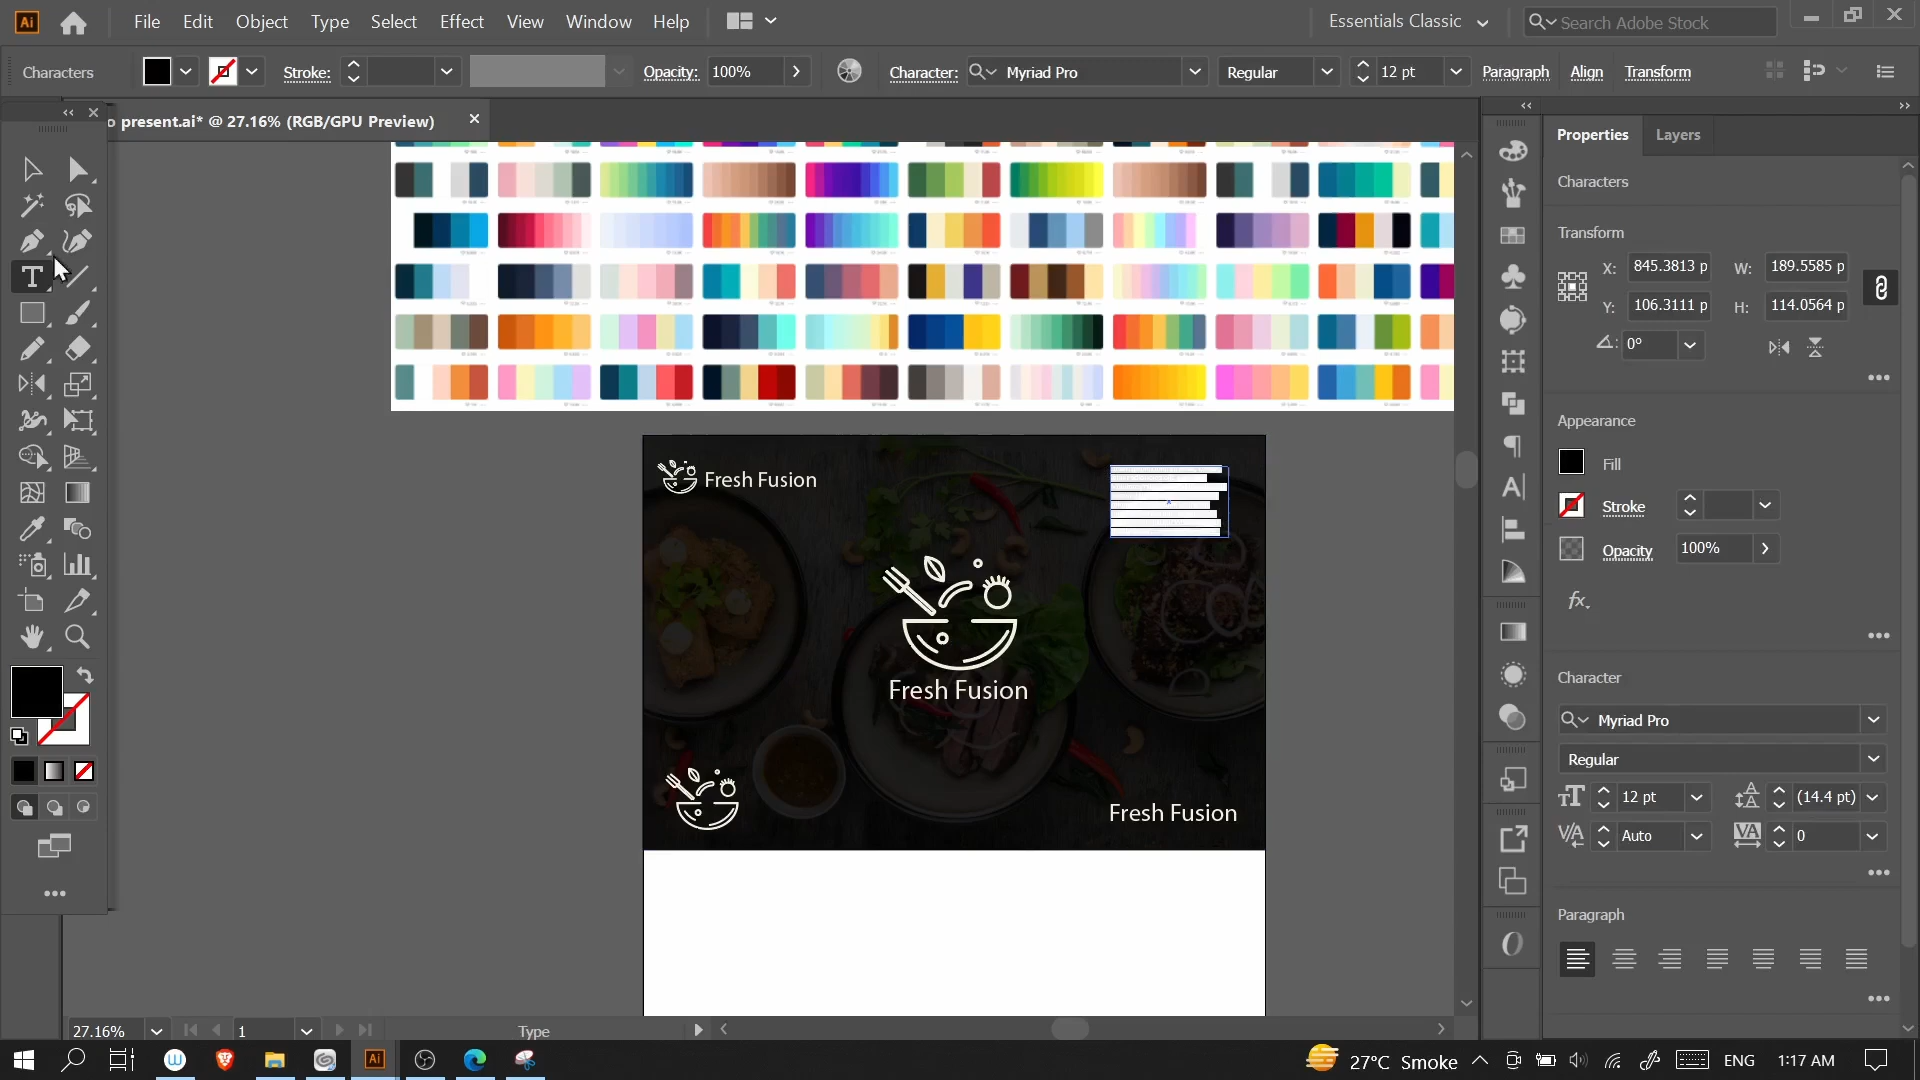 File Edit Object Type Select Effect View Window Help
Essentials Classic
Search Adobe Stock
Characters
Stroke:
Opacity: 100%
Character: Myriad Pro
Regular
12 pt
Paragraph Align Transform
o present.ai* @ 27.16% (RGB/GPU Preview)
Properties Layers
Characters
Transform
X: 845.3813 p W: 189.5585 p
Y: 106.3111 p H: 114.0564 p
0°
Appearance
Fill
Stroke
Opacity 100%
fx.
Character
Myriad Pro
Regular
12 pt (14.4 pt)
Auto 0
Paragraph
Fresh Fusion
Fresh Fusion
Fresh Fusion
27.16% 1 Type
27°C Smoke ENG 1:17 AM